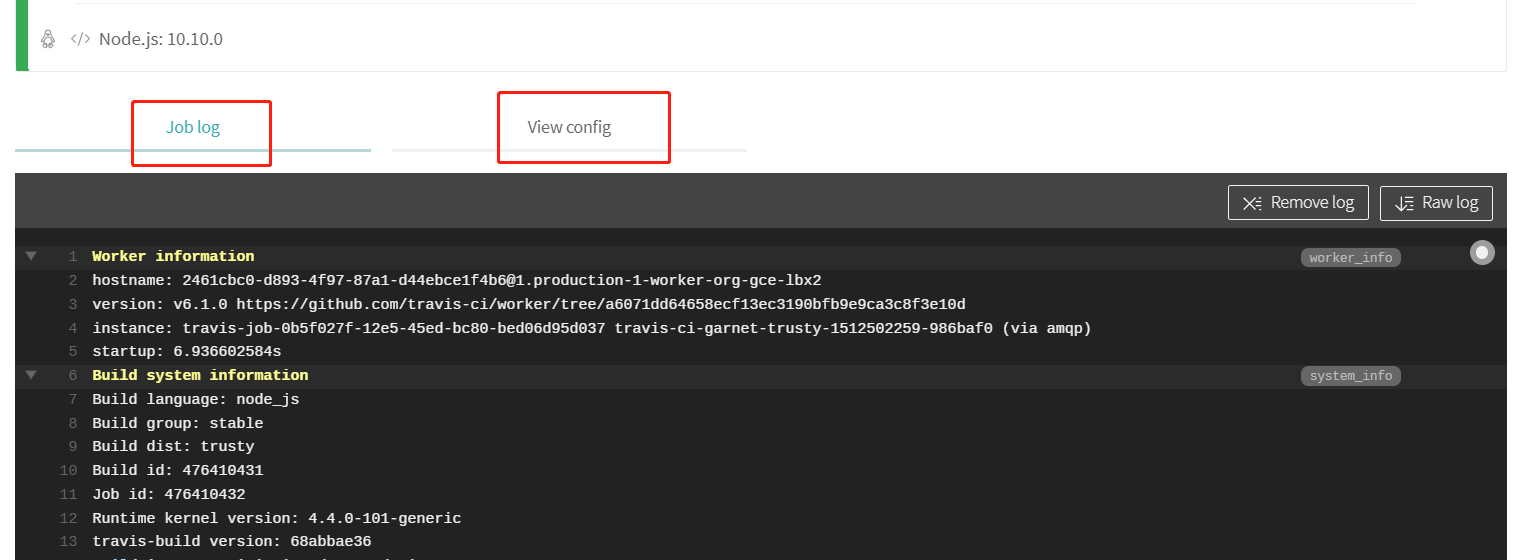 </> Node.js: 10.10.0
Job log
View config
Remove log
Raw log
1 Worker information worker_info
2 hostname: 2461cbc0-d893-4f97-87a1-d44ebce1f4b6@1.production-1-worker-org-gce-lbx2
3 version: v6.1.0 https://github.com/travis-ci/worker/tree/a6071dd64658ecf13ec3190bfb9e9ca3c8f3e10d
4 instance: travis-job-0b5f027f-12e5-45ed-bc80-bed06d95d037 travis-ci-garnet-trusty-1512502259-986baf0 (via amqp)
5 startup: 6.936602584s
6 Build system information system_info
7 Build language: node_js
8 Build group: stable
9 Build dist: trusty
10 Build id: 476410431
11 Job id: 476410432
12 Runtime kernel version: 4.4.0-101-generic
13 travis-build version: 68abbae36